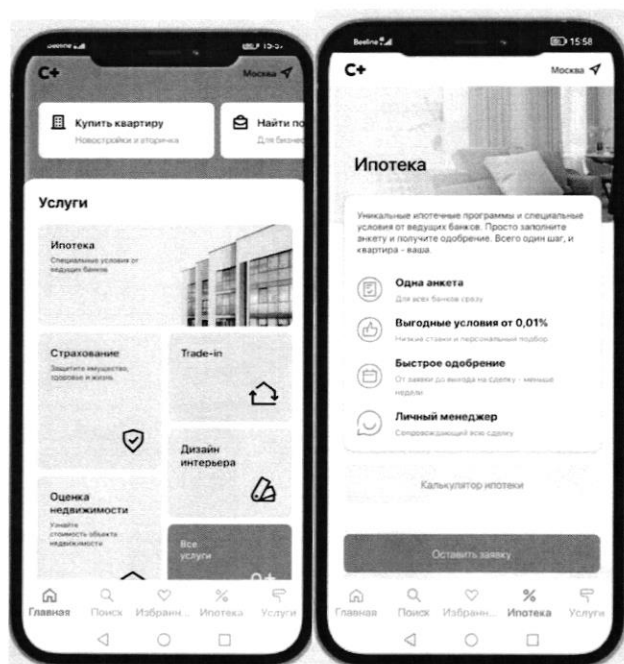 Beeline
C+
Москва
Купить квартиру
Новостройки и вторичка
Найти по
Для бизнес
Услуги
Ипотека
Специальные условия от
ведущих банков
Страхование
Защитите имущество,
здоровье и жизнь
Trade-in
Дизайн
интерьера
Оценка
недвижимости
Узнайте
стоимость объекта
недвижимости
Все
услуги
Главная
Поиск
Избранн...
Ипотека
Услуги
Beeline
15:58
C+
Москва
Ипотека
Уникальные ипотечные программы и специальные
условия от ведущих банков. Просто заполните
анкету и получите одобрение. Всего один шаг, и
квартира - ваша.
Одна анкета
Для всех банков сразу
Выгодные условия от 0,01%
Низкие ставки и персональный подбор
Быстрое одобрение
От заявки до выхода на сделку - меньше
недели
Личный менеджер
Сопровождающий всю сделку
Калькулятор ипотеки
Оставить заявку
Главная
Поиск
Избранн...
Ипотека
Услуги